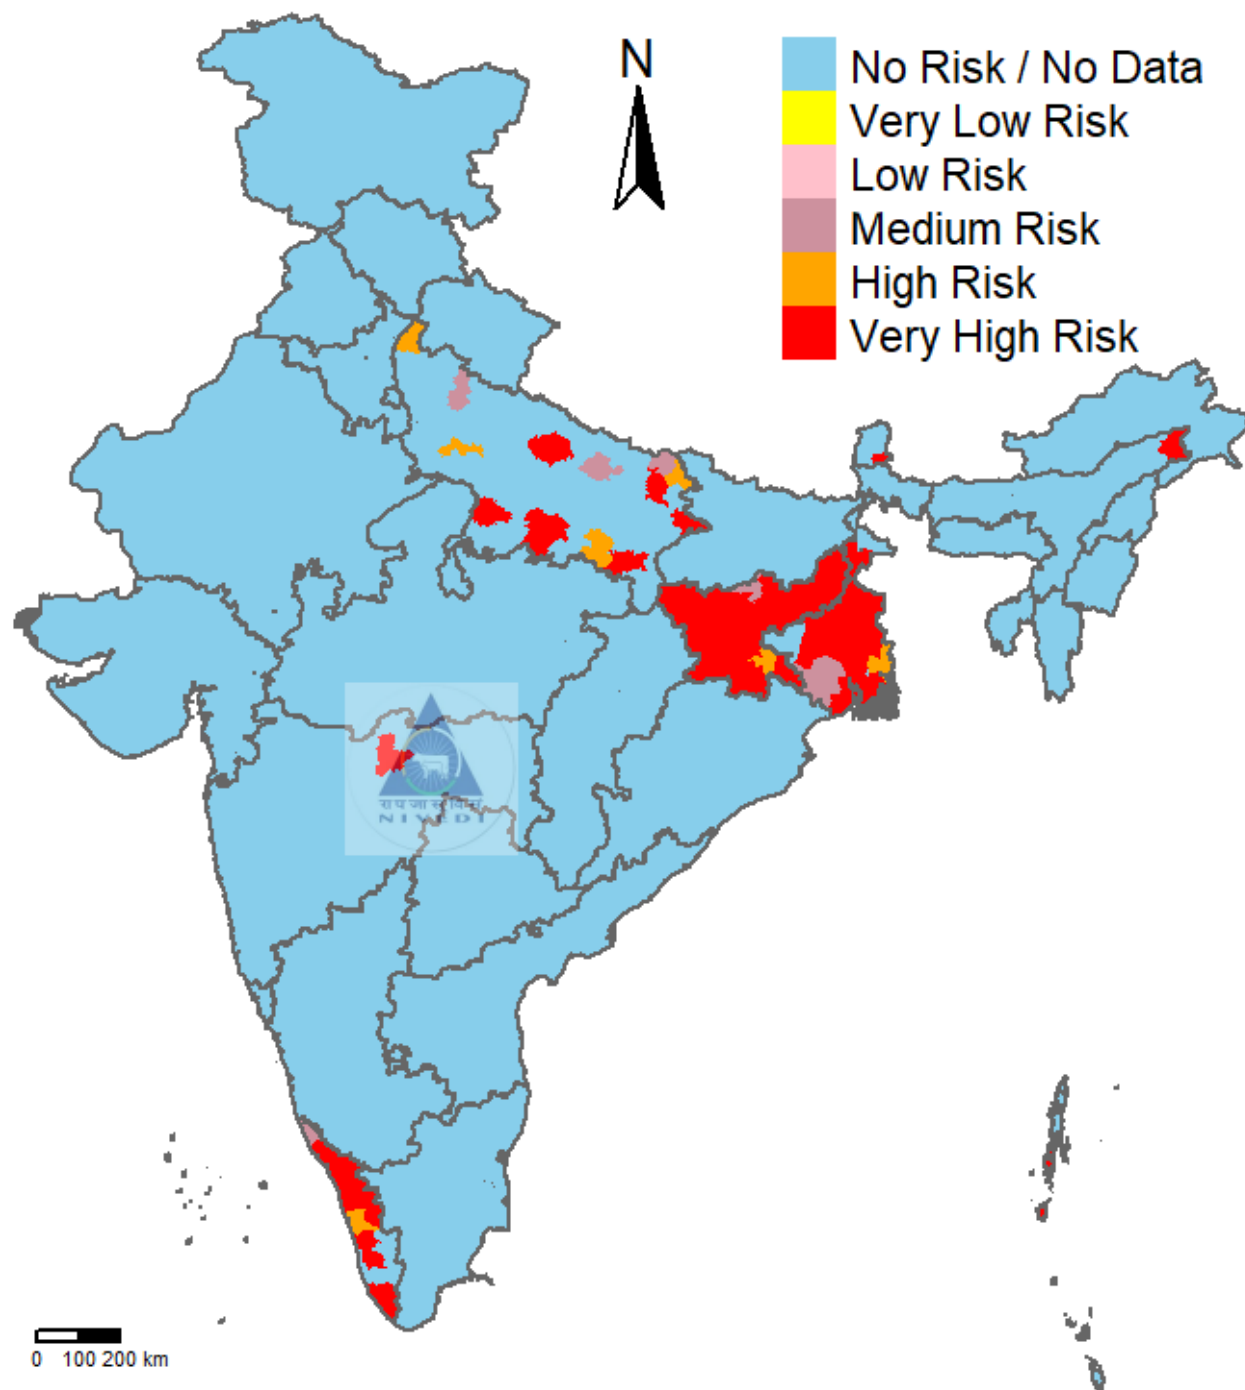 N
No Risk / No Data
Very Low Risk
Low Risk
Medium Risk
High Risk
Very High Risk
NIVEDI
0 100 200 km